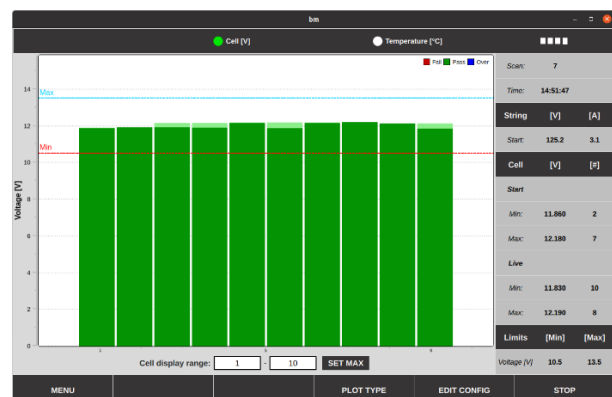 bm
Cell [V]
Temperature [°C]
Fail Pass Over
Max
Min
Voltage [V]
14
12
10
8
6
4
2
0
Cell display range: 1 - 10 SET MAX
Scan: 7
Time: 14:51:47
String [V] [A]
Start: 125.2 3.1
Cell [V] [#]
Start
Min: 11.860 2
Max: 12.180 7
Live
Min: 11.830 10
Max: 12.190 8
Limits [Min] [Max]
Voltage [V] 10.5 13.5
MENU
PLOT TYPE
EDIT CONFIG
STOP